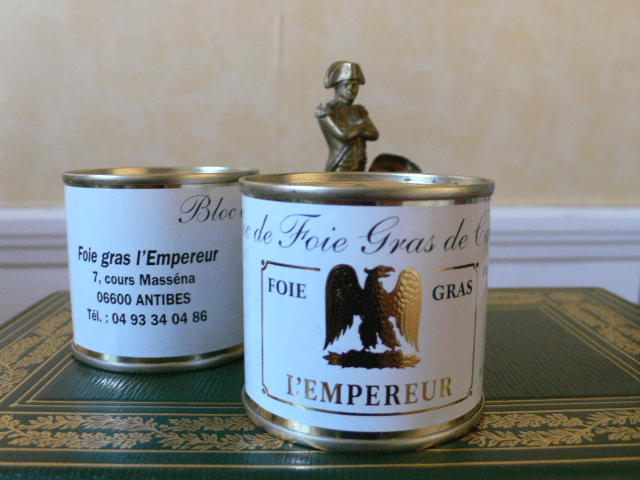 Bloc
Foie gras l'Empereur
7, cours Masséna
06600 ANTIBES
Tél. : 04 93 34 04 86
de Foie Gras de
FOIE GRAS
L'EMPEREUR